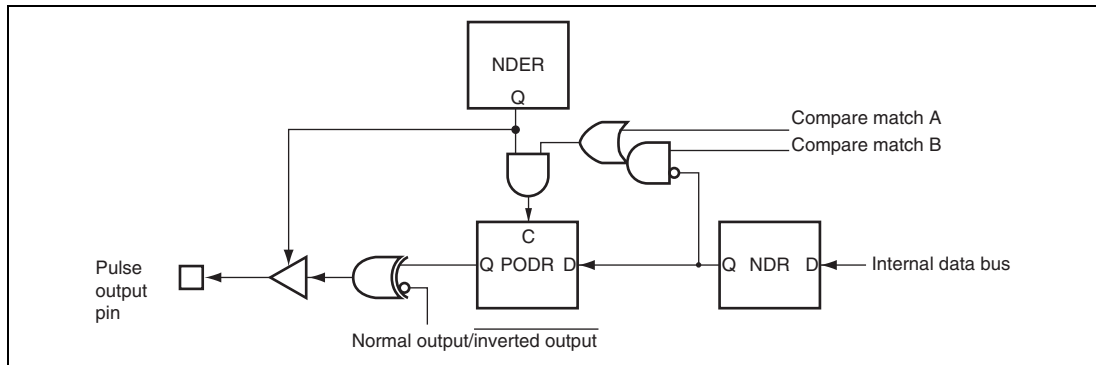 NDER
Q
Compare match A
Compare match B
C
Q PODR D
Q NDR D
Internal data bus
Pulse
output
pin
Normal output/inverted output